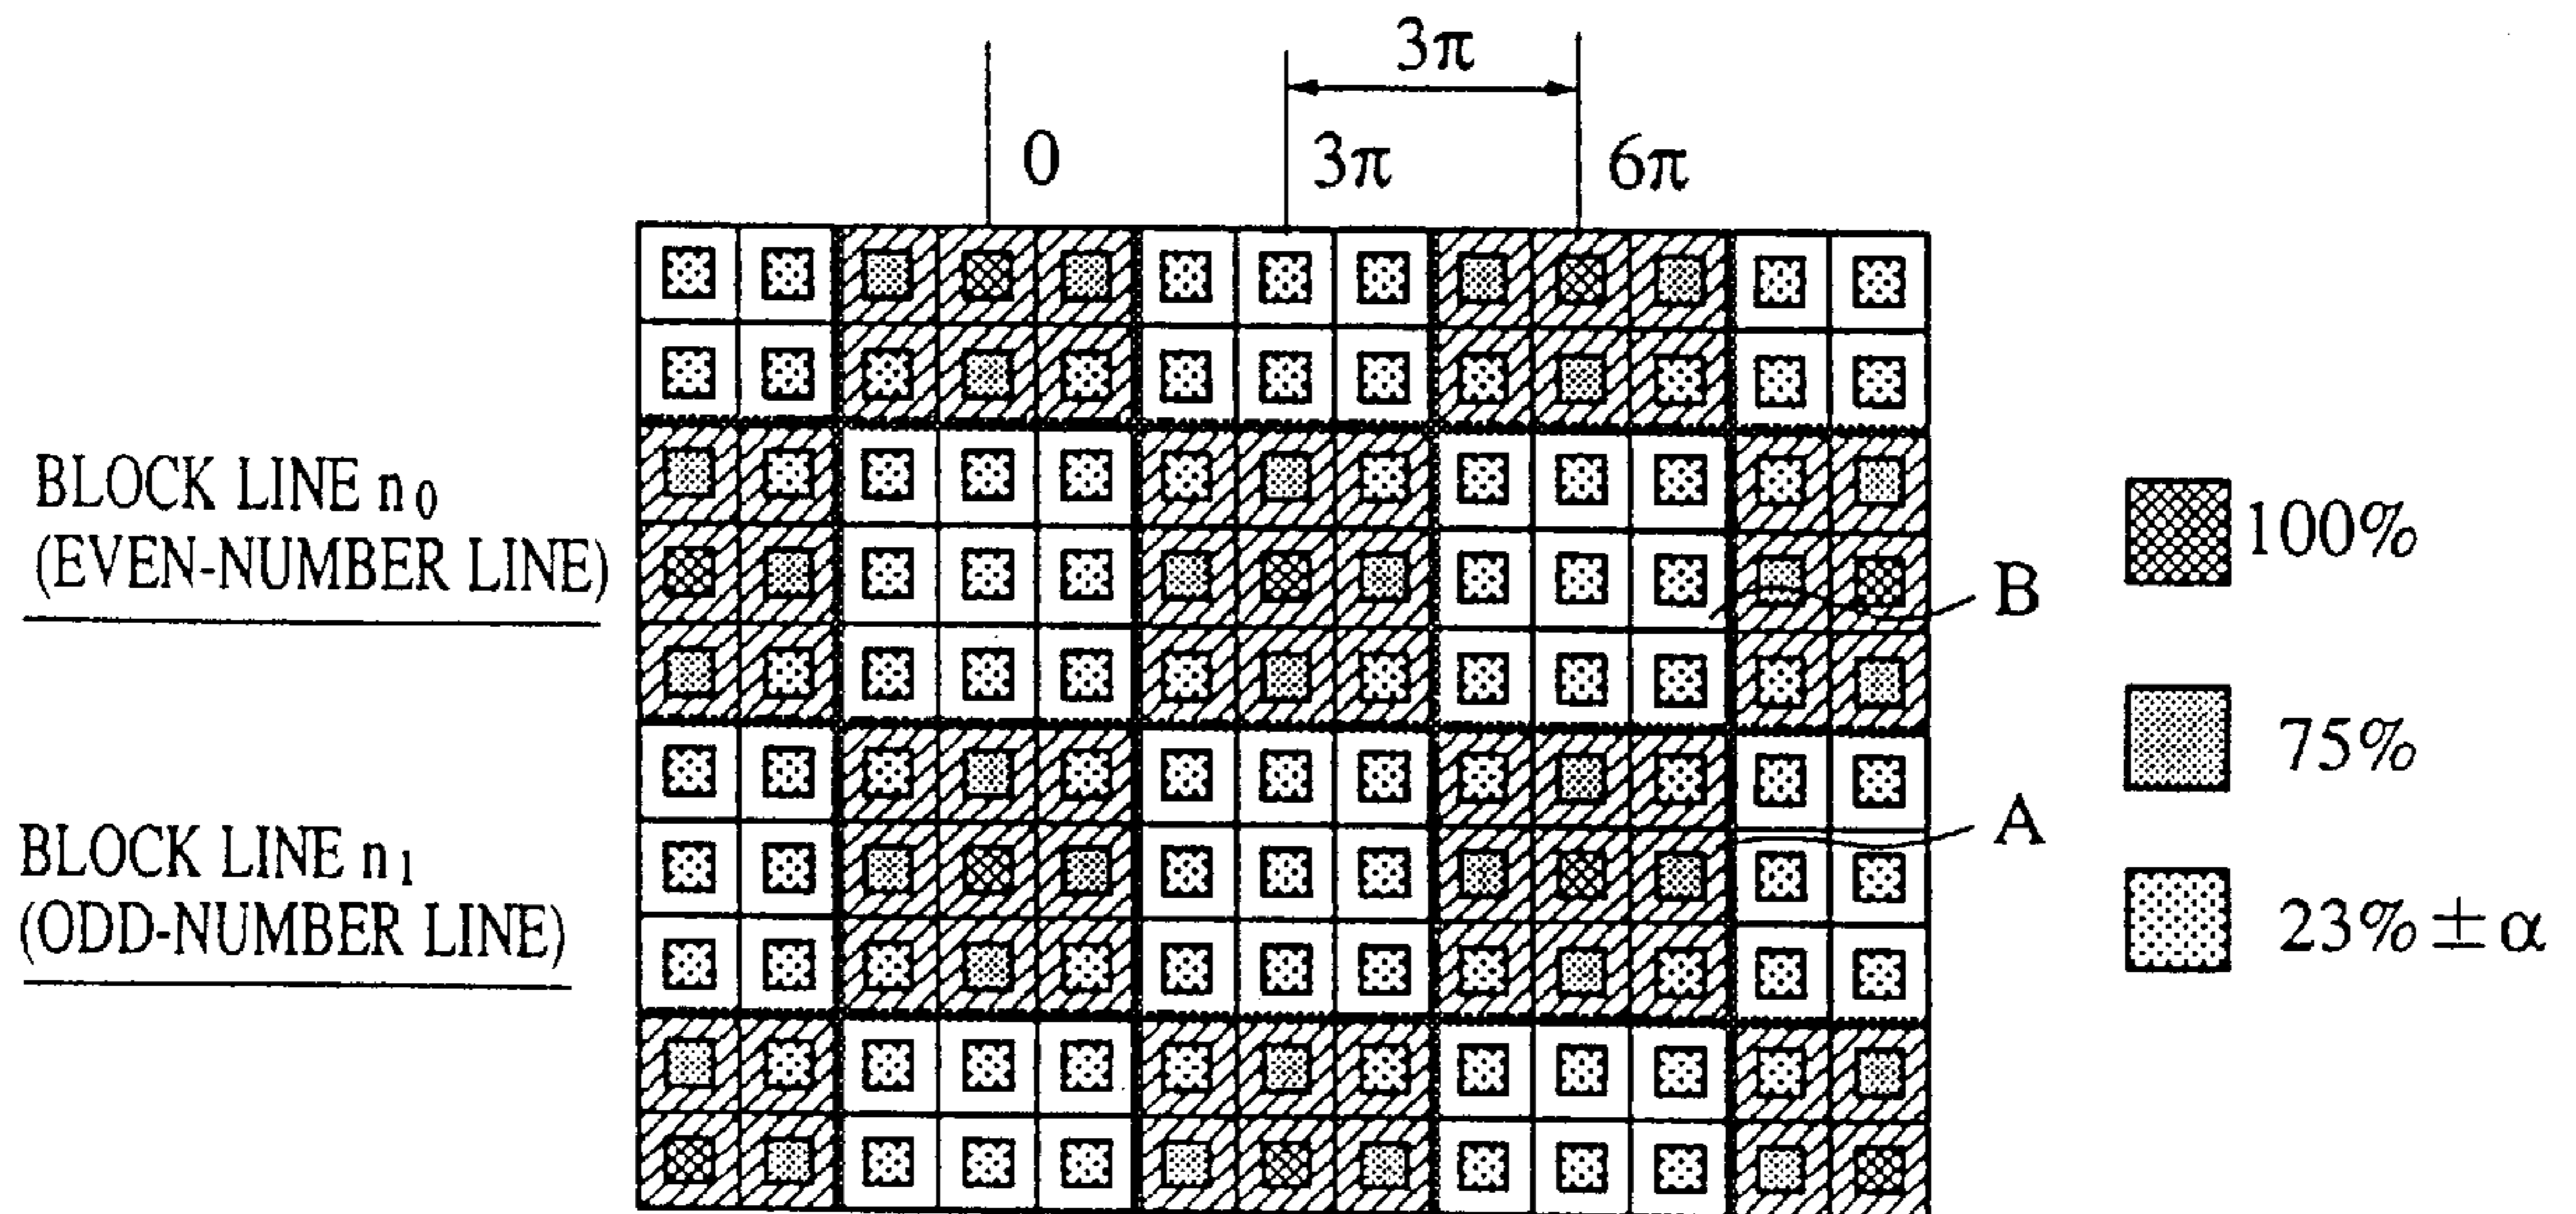 3π
0
3π
6π
BLOCK LINE n₀
(EVEN-NUMBER LINE)
B
100%
75%
BLOCK LINE n₁
(ODD-NUMBER LINE)
A
23% ± α